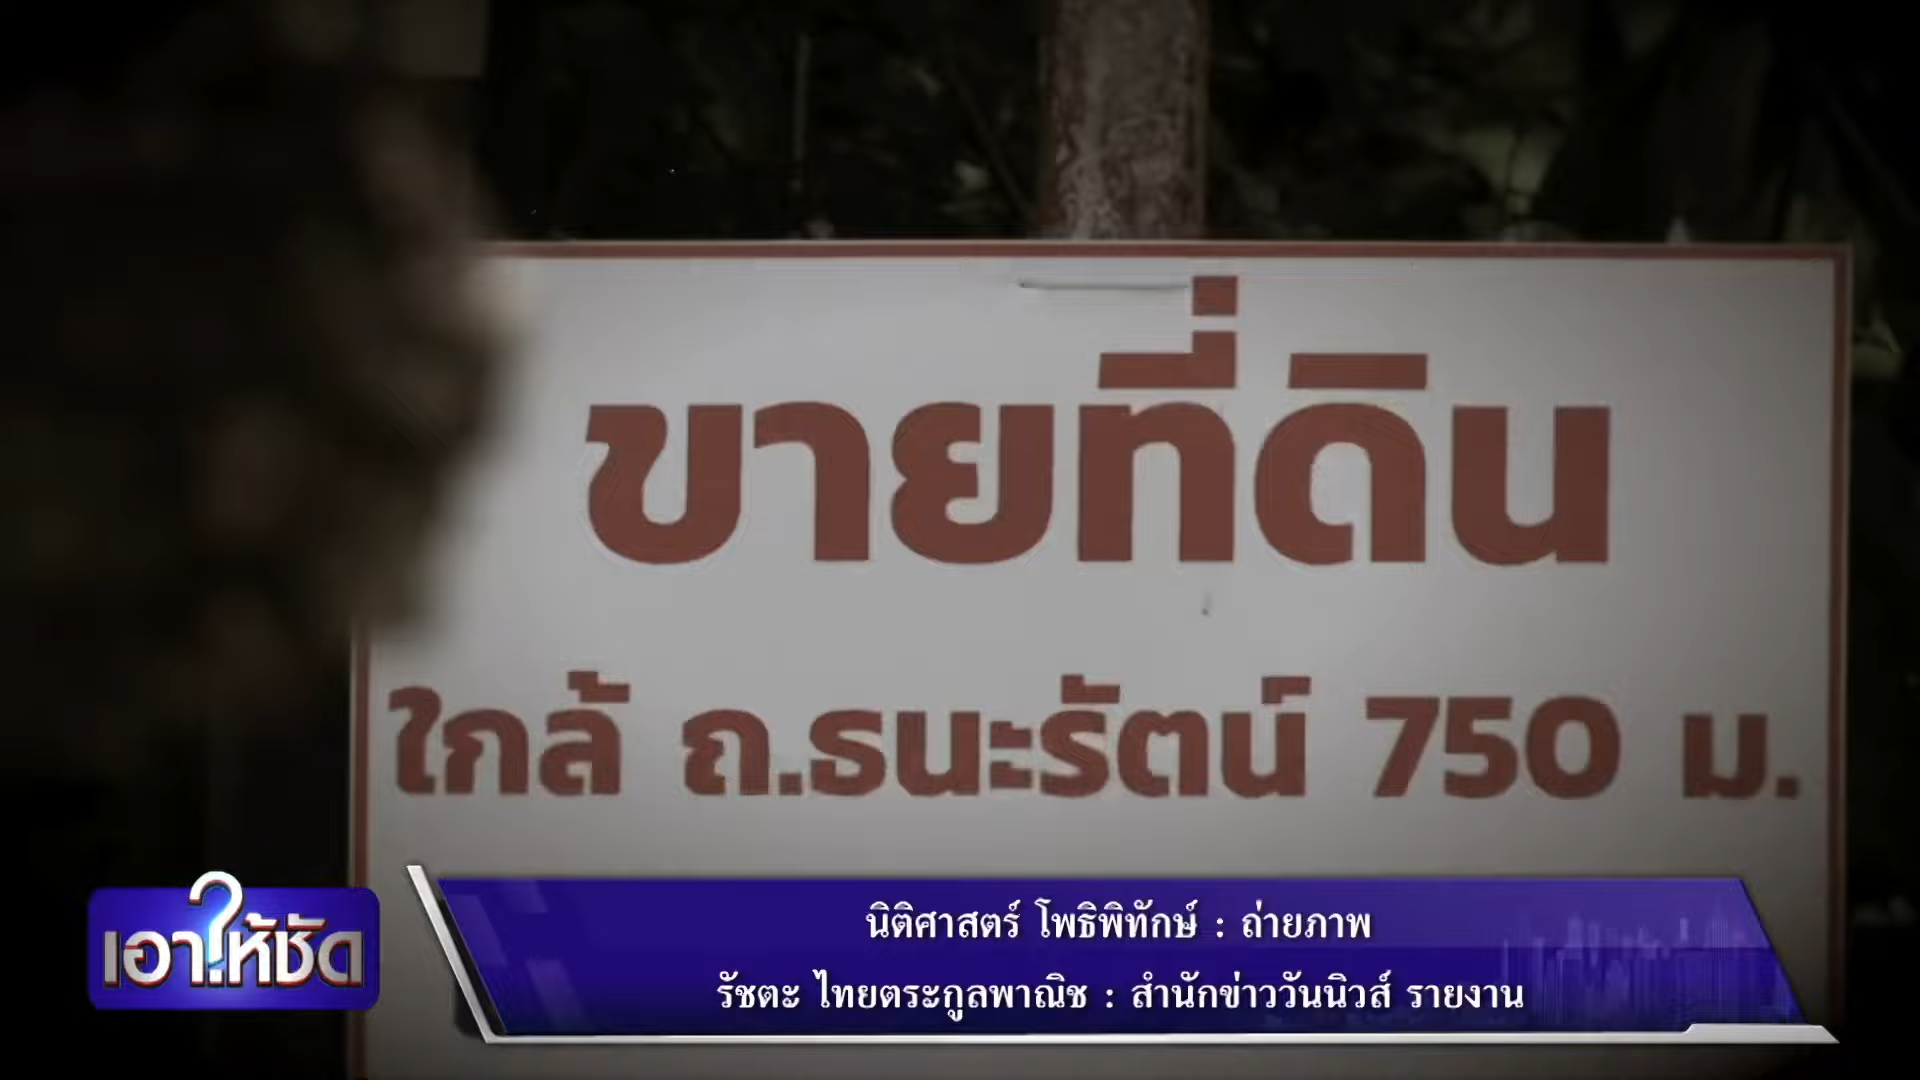 ขายที่ดิน
ใกล้ ถ.ธนะรัตน์ 750 ม.
เอาให้ชัด
นิติศาสตร์ โพธิพิทักษ์ : ถ่ายภาพ
รัชตะ ไทยตระกูลพาณิช : สำนักข่าววันนิวส์ รายงาน